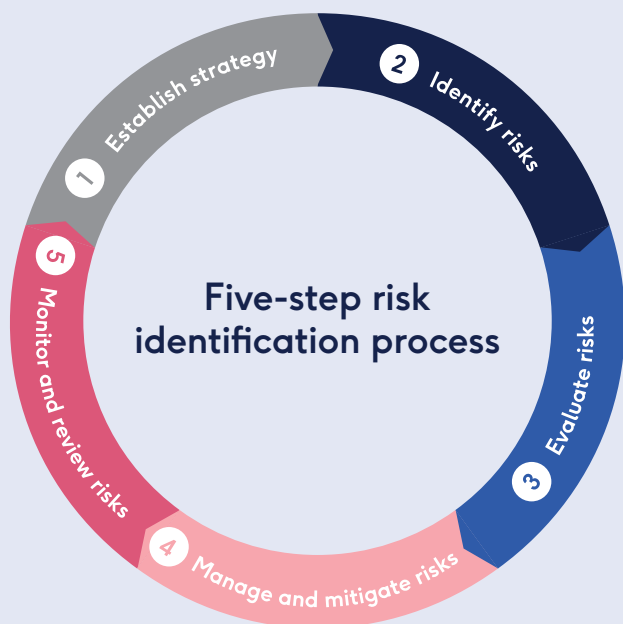 Five-step risk
identification process
1 Establish strategy
2 Identify risks
3 Evaluate risks
4 Manage and mitigate risks
5 Monitor and review risks